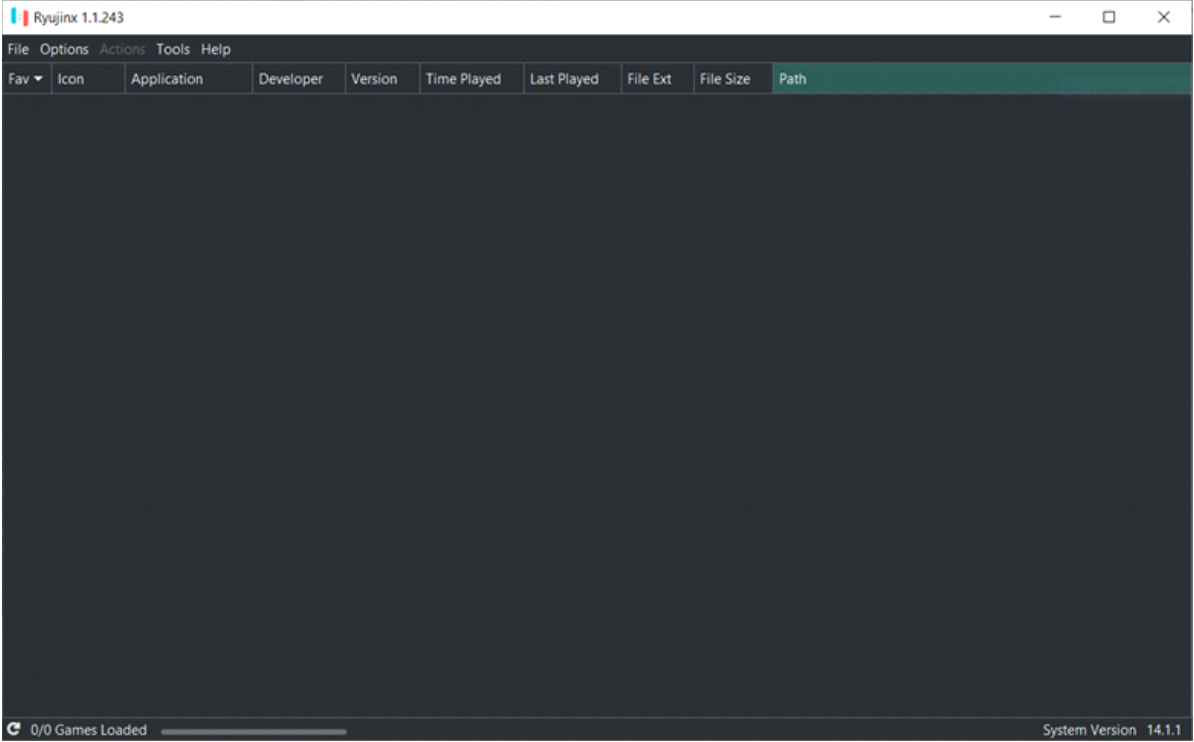 Ryujinx 1.1.243
File Options Actions Tools Help
Fav Icon Application Developer Version Time Played Last Played File Ext File Size Path
0/0 Games Loaded System Version 14.1.1